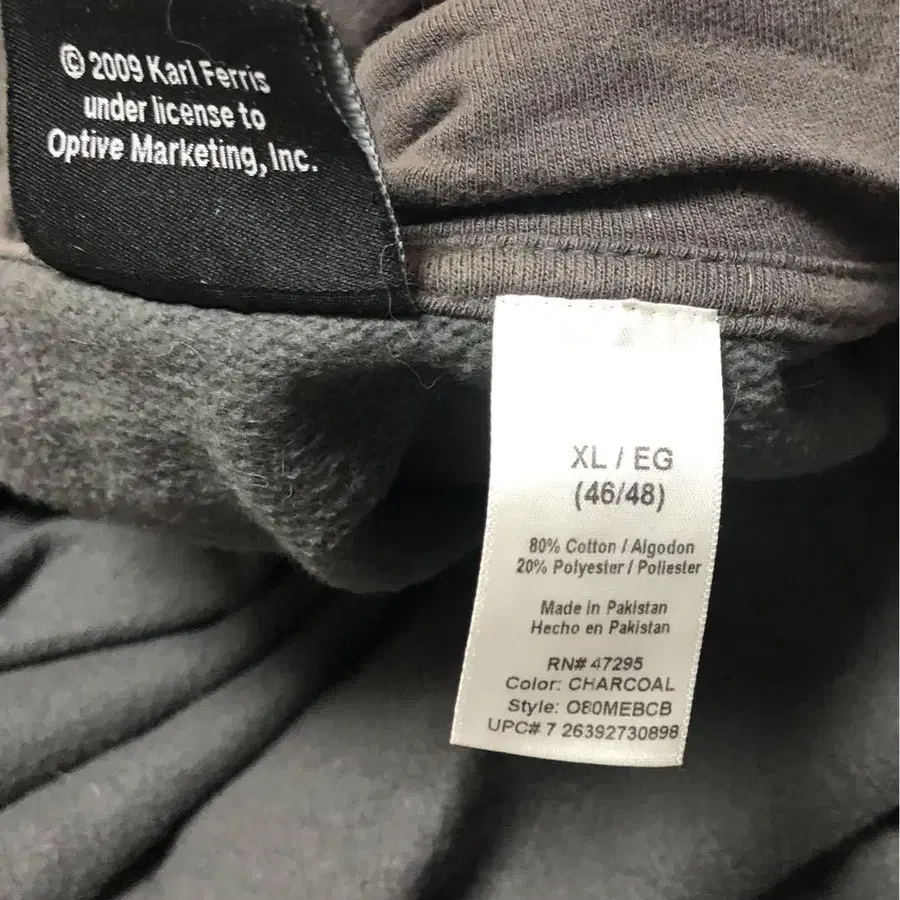 © 2009 Karl Ferris
under license to
Optive Marketing, Inc.
XL / EG
(46/48)
80% Cotton / Algodon
20% Polyester / Poliester
Made in Pakistan
Hecho en Pakistan
RN# 47295
Color: CHARCOAL
Style: O80MEBCB
UPC# 7 26392730898